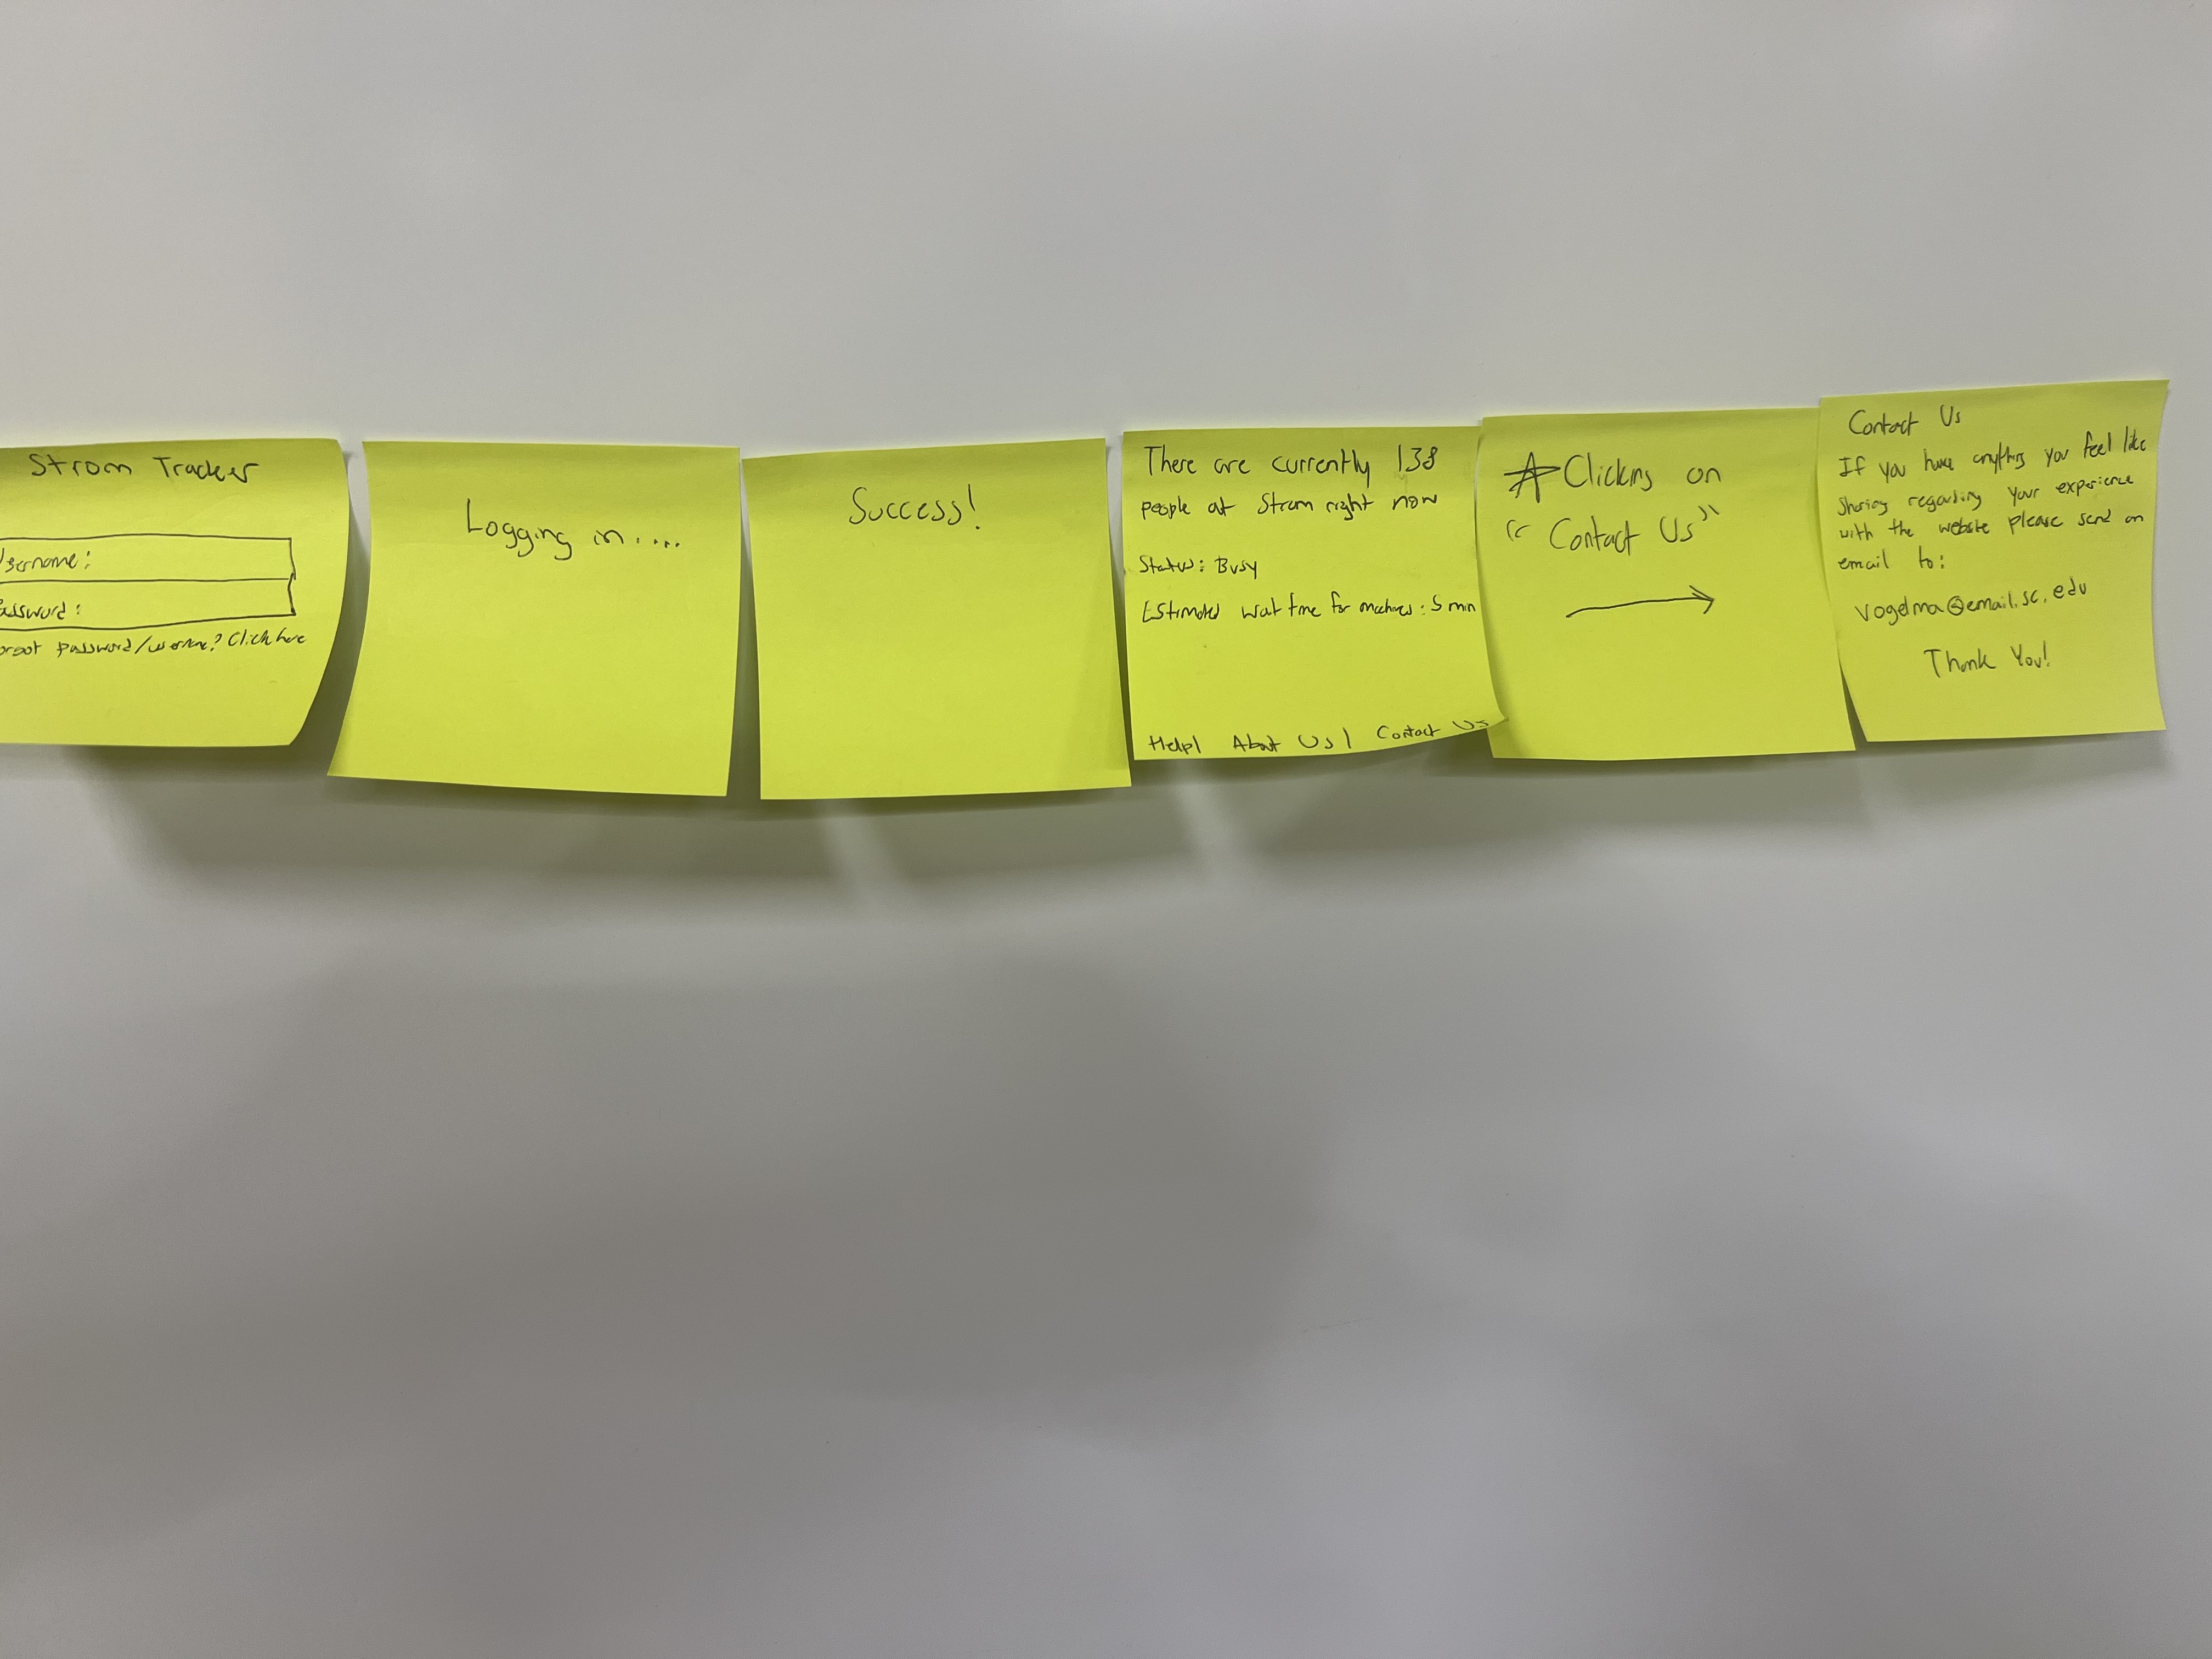 Strom Tracker
sername:
assword:
orgot password/username? Click here
Logging in....
Success!
There are currently 138
people at Strom right now
Status: Busy
Estimated wait time for machines: 5 min
Help| About Us| Contact Us
Clicking on
"Contact Us"
Contact Us
If you have anything you feel like
sharing regarding your experience
with the website please send an
email to:
vogelma@email.sc.edu
Thank You!